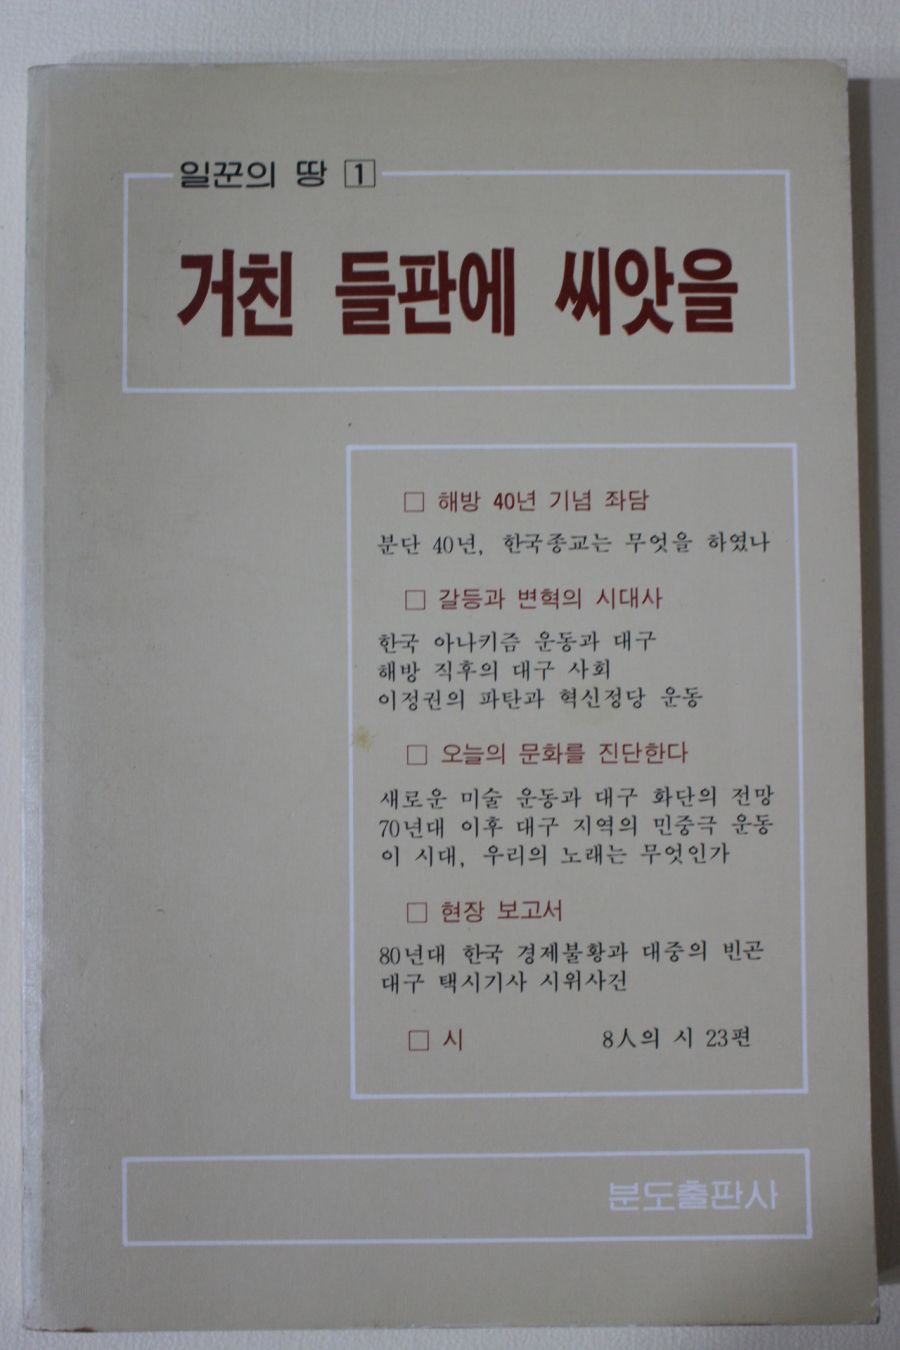 일꾼의 땅 1
거친 들판에 씨앗을
□ 해방 40년 기념 좌담
분단 40년, 한국종교는 무엇을 하였나
□ 갈등과 변혁의 시대사
한국 아나키즘 운동과 대구
해방 직후의 대구 사회
이정권의 파탄과 혁신정당 운동
□ 오늘의 문화를 진단한다
새로운 미술 운동과 대구 화단의 전망
70년대 이후 대구 지역의 민중극 운동
이 시대, 우리의 노래는 무엇인가
□ 현장 보고서
80년대 한국 경제불황과 대중의 빈곤
대구 택시기사 시위사건
□ 시 8人의 시 23편
분도출판사